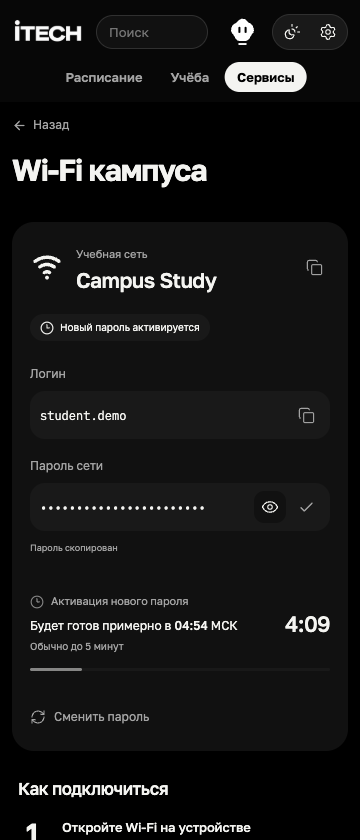 iTECH
Поиск
Расписание
Учёба
Сервисы
Назад
Wi-Fi кампуса
Учебная сеть
Campus Study
Новый пароль активируется
Логин
student.demo
Пароль сети
•••••••••••••••••••••••
Пароль скопирован
Активация нового пароля
Будет готов примерно в 04:54 МСК
4:09
Обычно до 5 минут
Сменить пароль
Как подключиться
1
Откройте Wi-Fi на устройстве